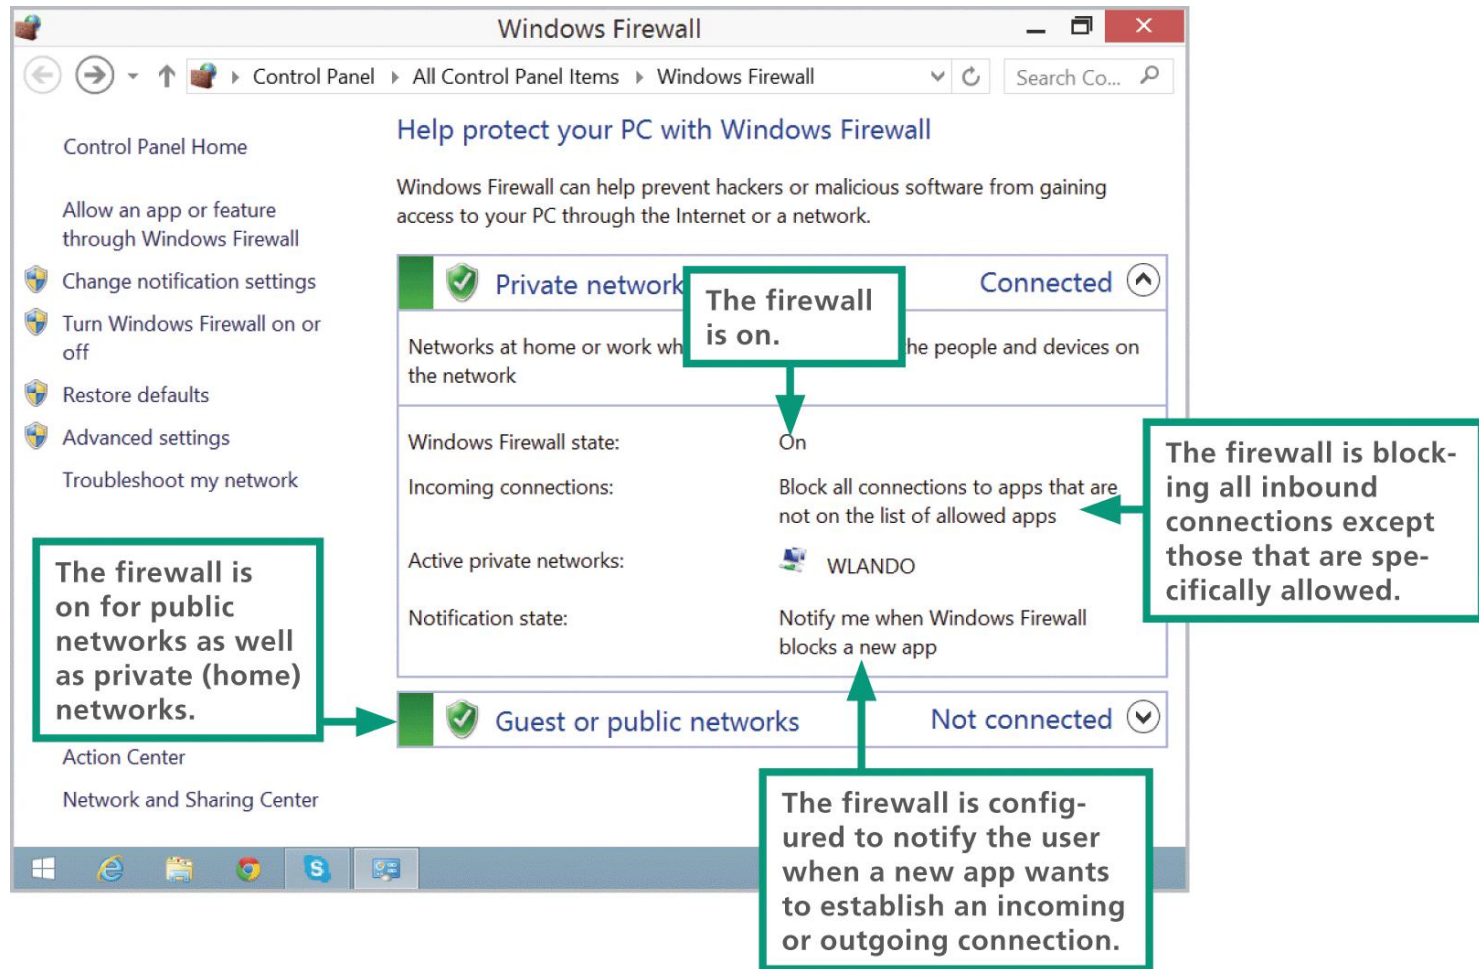 Windows Firewall
Control Panel All Control Panel Items Windows Firewall
Search Co...
Control Panel Home
Allow an app or feature
through Windows Firewall
Change notification settings
Turn Windows Firewall on or
off
Restore defaults
Advanced settings
Troubleshoot my network
Help protect your PC with Windows Firewall
Windows Firewall can help prevent hackers or malicious software from gaining
access to your PC through the Internet or a network.
Private network
Connected
The firewall
is on.
Networks at home or work wh
he people and devices on
the network
Windows Firewall state: On
Incoming connections: Block all connections to apps that are
not on the list of allowed apps
Active private networks: WLANDO
Notification state: Notify me when Windows Firewall
blocks a new app
The firewall is block-
ing all inbound
connections except
those that are spe-
cifically allowed.
The firewall is
on for public
networks as well
as private (home)
networks.
Guest or public networks Not connected
Action Center
Network and Sharing Center
The firewall is config-
ured to notify the user
when a new app wants
to establish an incoming
or outgoing connection.